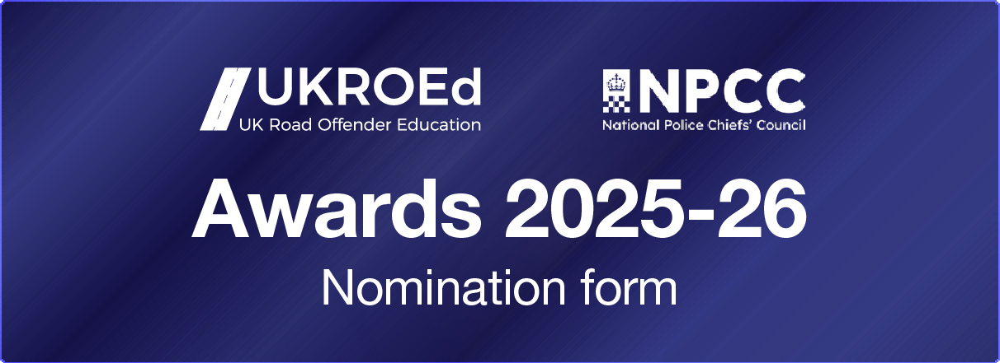 UKROEd
UK Road Offender Education
NPCC
National Police Chiefs' Council
Awards 2025-26
Nomination form